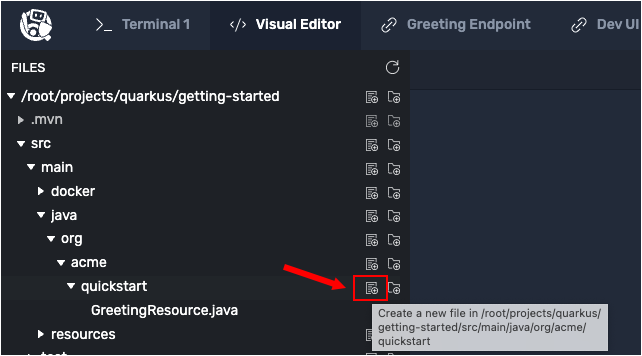 >_ Terminal 1
</> Visual Editor
Greeting Endpoint
Dev UI
FILES
/root/projects/quarkus/getting-started
.mvn
src
main
docker
java
org
acme
quickstart
GreetingResource.java
Create a new file in /root/projects/quarkus/
getting-started/src/main/java/org/acme/
quickstart
resources